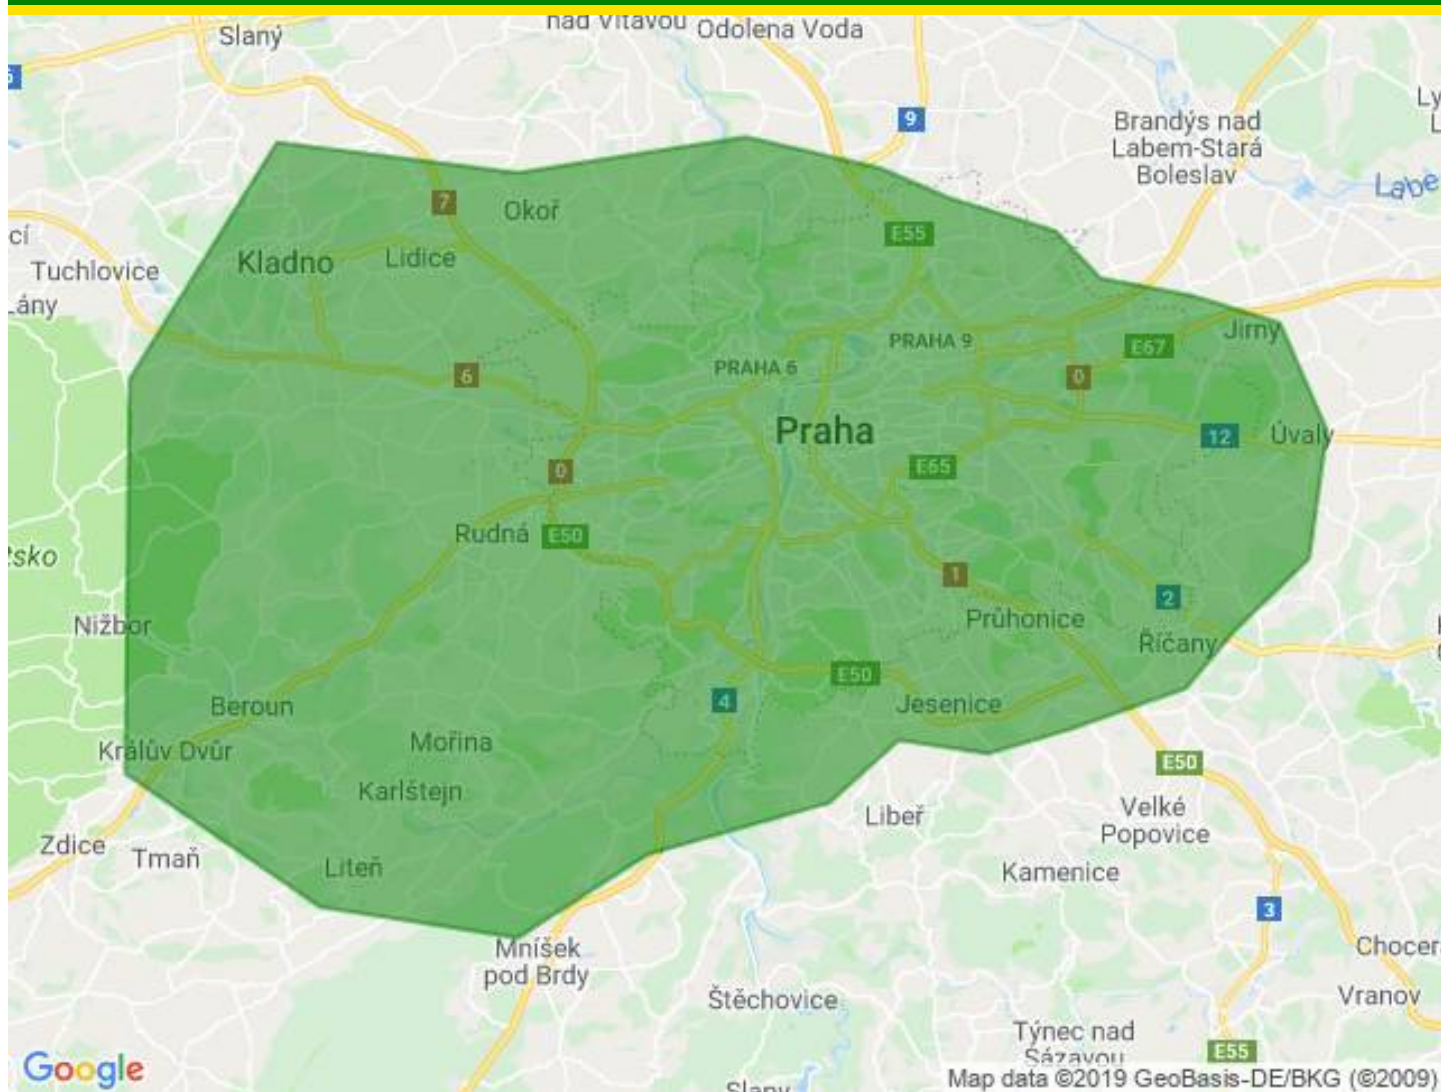 nad Vltavou
Odolena Voda
Slaný
9
Brandýs nad
Labem-Stará
Boleslav
Labe
7
Okoř
E55
Kladno
Lidice
Tuchlovice
Jirny
PRAHA 9
E67
PRAHA 6
6
0
Praha
12
Úvaly
0
E65
Rudná
E50
1
2
Nižbor
Průhonice
Říčany
E50
4
Jesenice
Beroun
Mořina
Králův Dvůr
E50
Karlštejn
Libeř
Velké
Popovice
Zdice
Tmaň
Liteň
Kamenice
3
Mníšek
pod Brdy
Chocer
Štěchovice
Vranov
Týnec nad
Sázavou
E55
Google
Map data ©2019 GeoBasis-DE/BKG (©2009)